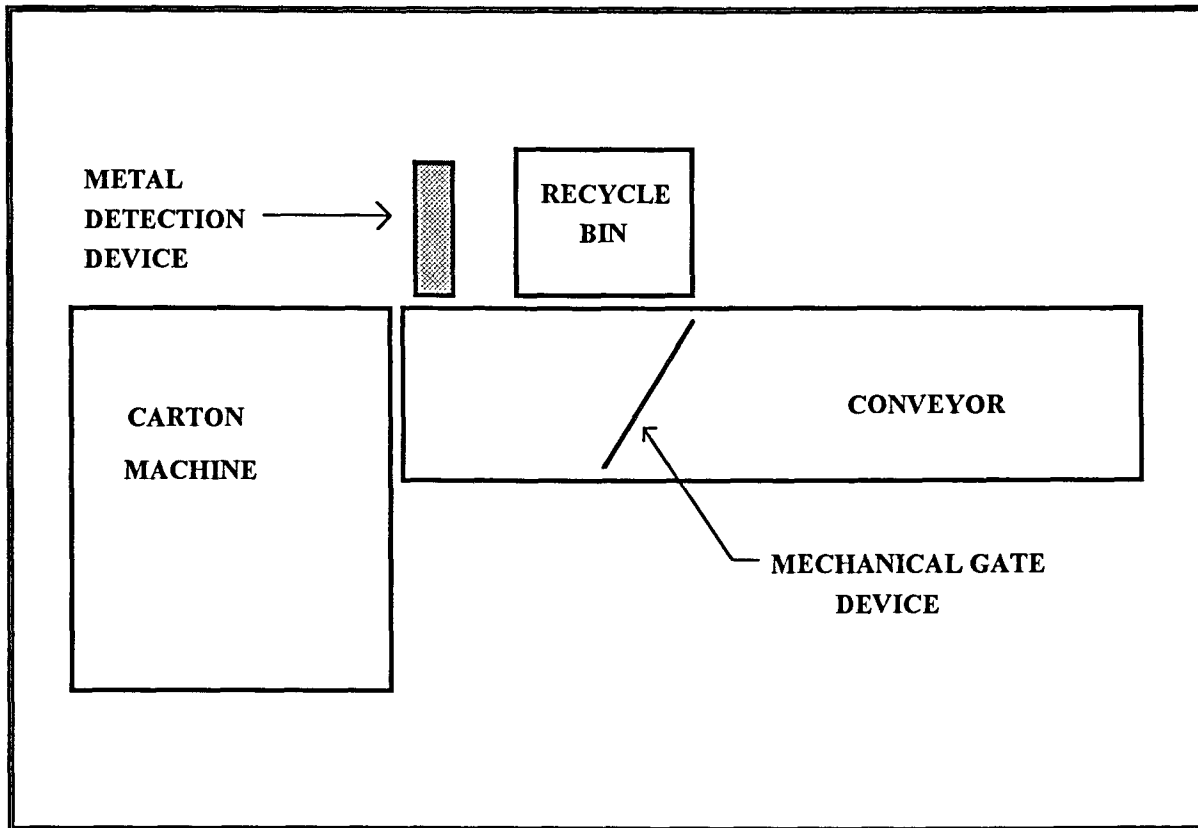 METAL
DETECTION
DEVICE
RECYCLE
BIN
CARTON
MACHINE
CONVEYOR
MECHANICAL GATE
DEVICE